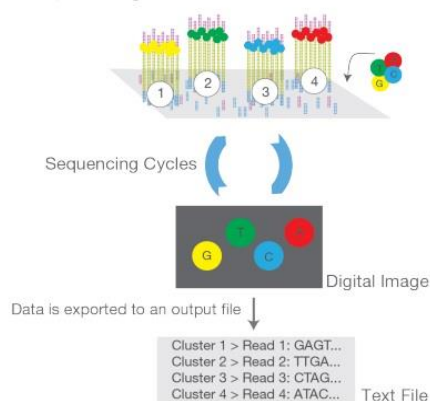 1
2
3
4
T
C
G
Sequencing Cycles
T
A
G
C
Digital Image
Data is exported to an output file
Cluster 1 > Read 1: GAGT...
Cluster 2 > Read 2: TTGA...
Cluster 3 > Read 3: CTAG...
Cluster 4 > Read 4: ATAC...
Text File